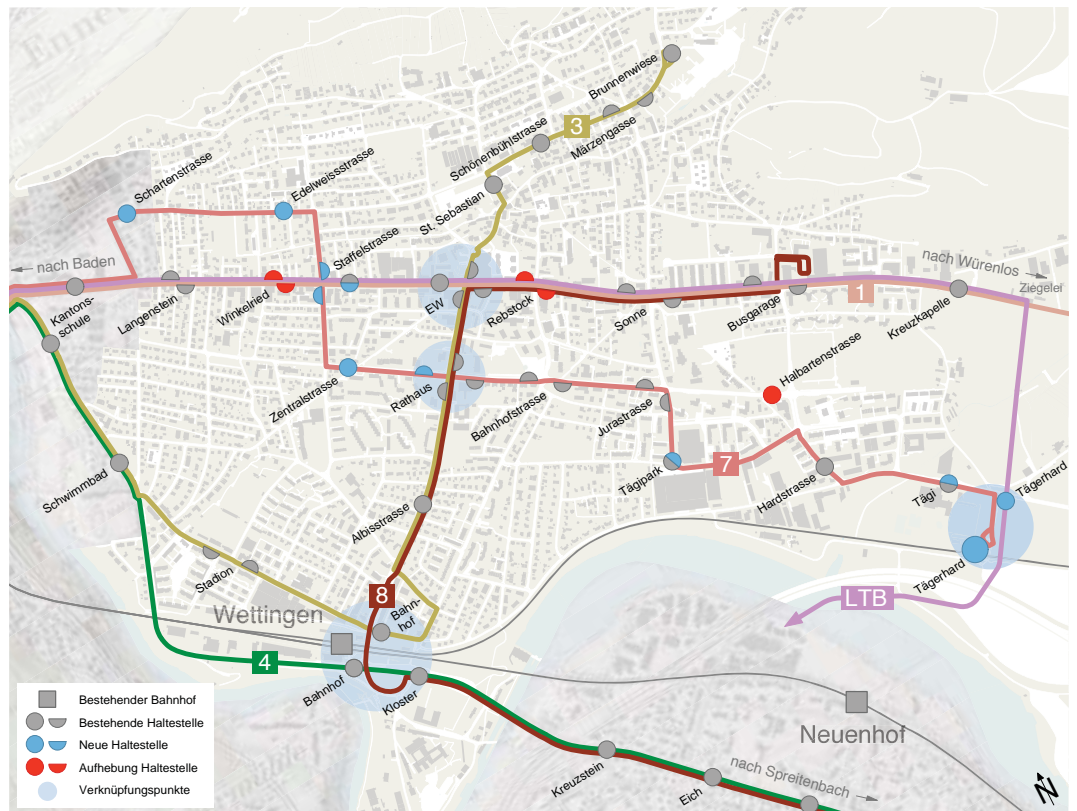 Enne
Brunnenwiese
3
Märzengasse
Schönenbühlstrasse
St. Sebastian
Schartenstrasse
Edelweissstrasse
Staffelstrasse
nach Baden
nach Würenlos
Ziegelei
Kantons-
schule
Langenstein
Winkelried
EW
Rebstock
Sonne
Busgarage
1
Kreuzkapelle
Halbartenstrasse
Zentralstrasse
Rathaus
Bahnhofstrasse
Jurastrasse
Tägipark
7
Hardstrasse
Tägi
Tägerhard
Tägerhard
Schwimmbad
Albisstrasse
Stadion
8
LTB
Wettingen
Bahn-
hof
4
Bahnhof
Kloster
Neuenhof
Kreuzstein
Eich
nach Spreitenbach
Bestehender Bahnhof
Bestehende Haltestelle
Neue Haltestelle
Aufhebung Haltestelle
Verknüpfungspunkte
N